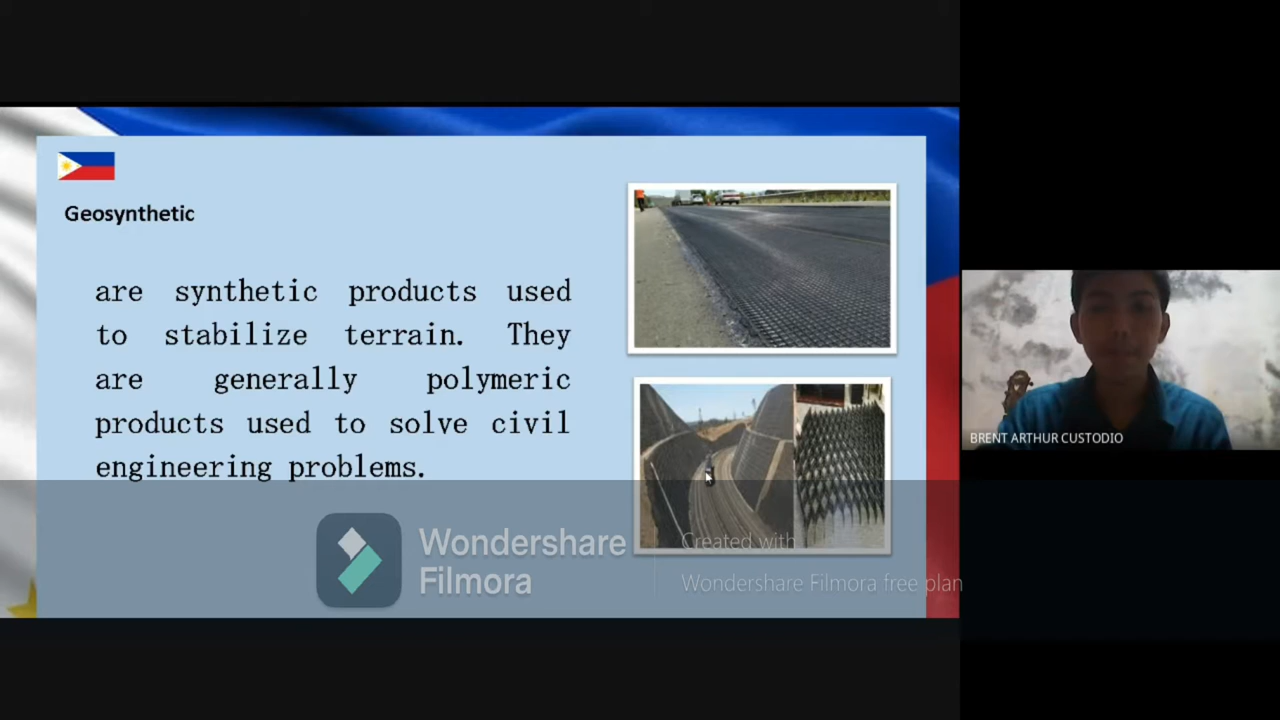 Geosynthetic
are synthetic products used
to stabilize terrain. They
are generally polymeric
products used to solve civil
engineering problems.
BRENT ARTHUR CUSTODIO
Wondershare
Filmora
Created with
Wondershare Filmora free plan